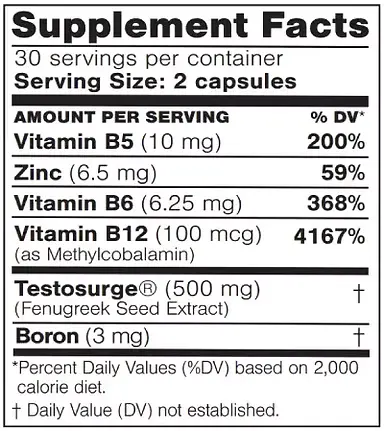 Supplement Facts
30 servings per container
Serving Size: 2 capsules
AMOUNT PER SERVING % DV*
Vitamin B5 (10 mg) 200%
Zinc (6.5 mg) 59%
Vitamin B6 (6.25 mg) 368%
Vitamin B12 (100 mcg) 4167%
(as Methylcobalamin)
Testosurge® (500 mg) †
(Fenugreek Seed Extract)
Boron (3 mg) †
*Percent Daily Values (%DV) based on 2,000
calorie diet.
† Daily Value (DV) not established.